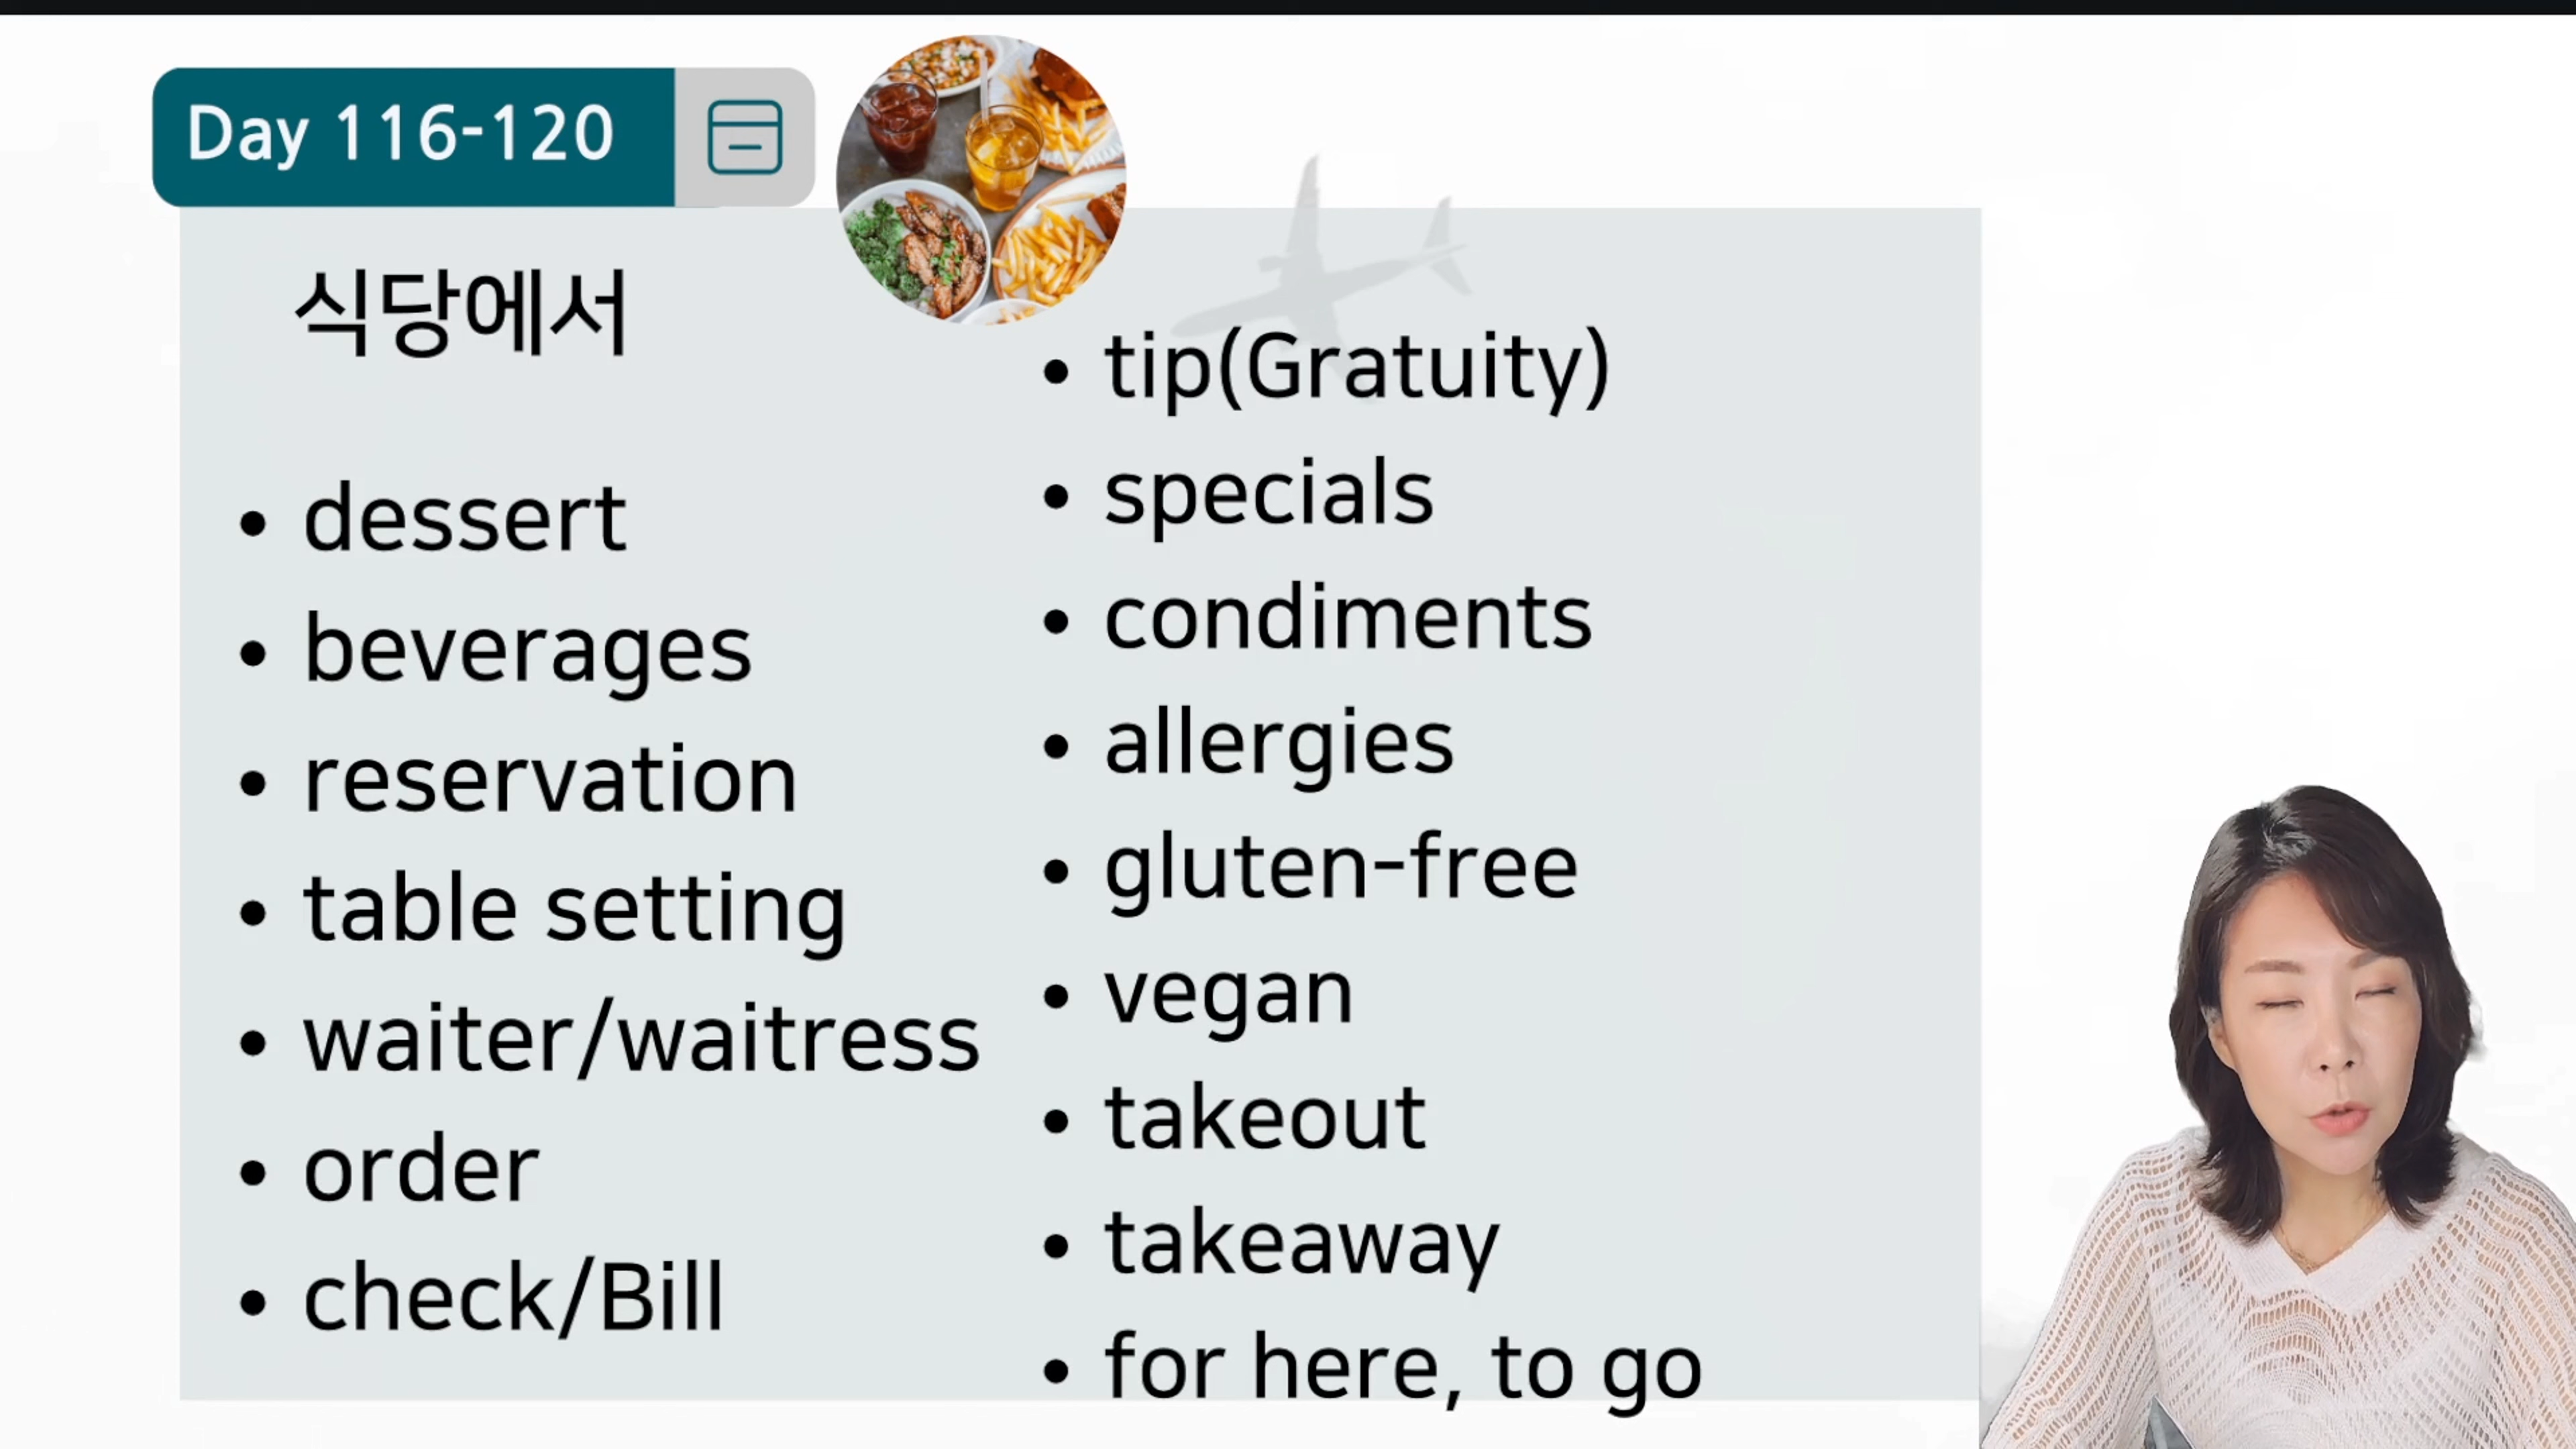 Day 116-120
식당에서
dessert
beverages
reservation
table setting
waiter/waitress
order
check/Bill
tip(Gratuity)
specials
condiments
allergies
gluten-free
vegan
takeout
takeaway
for here, to go